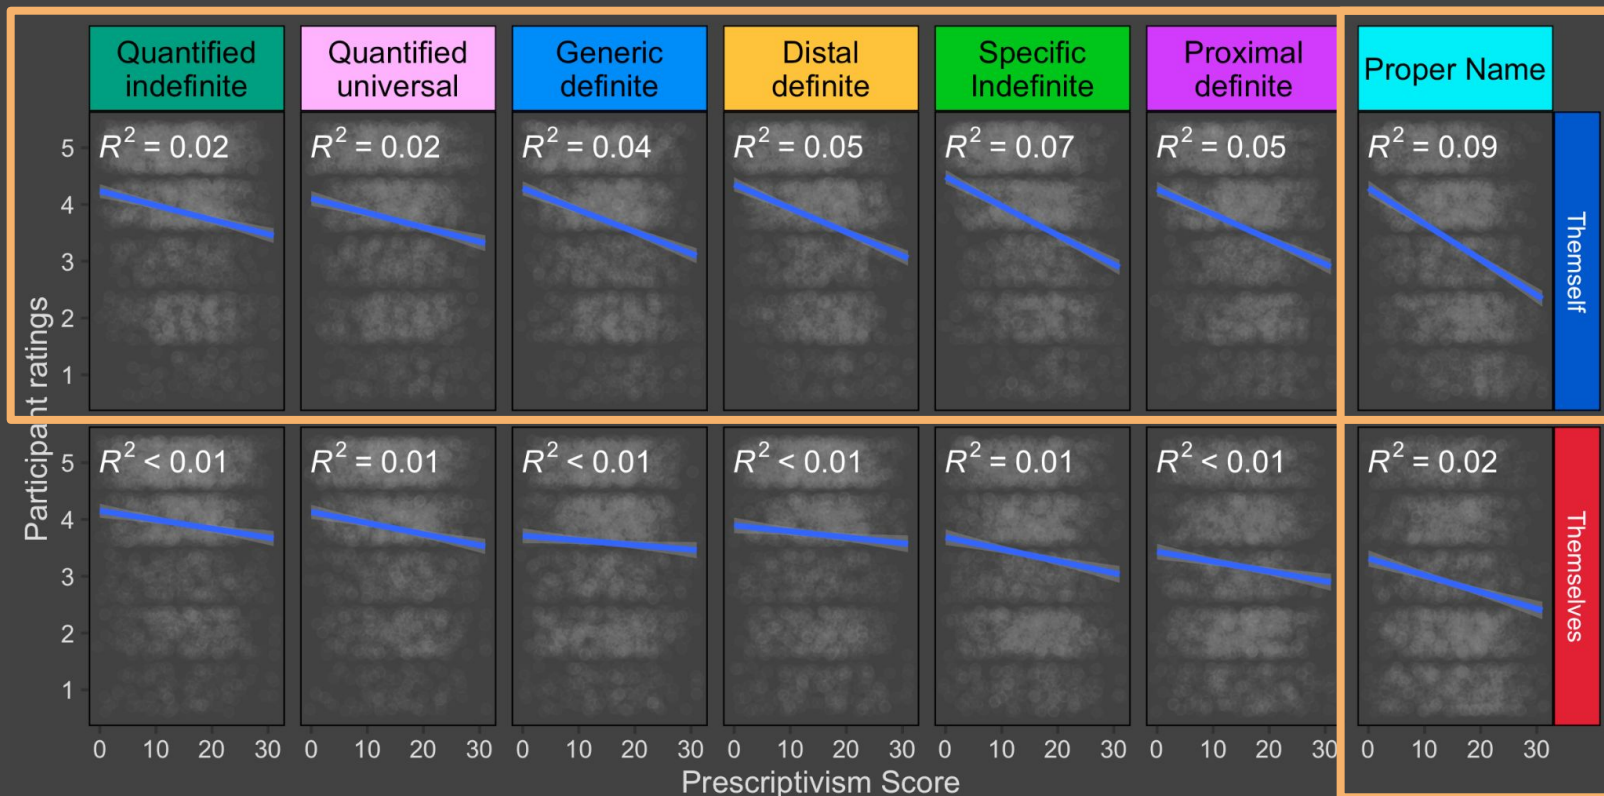 Quantified
indefinite
Quantified
universal
Generic
definite
Distal
definite
Specific
Indefinite
Proximal
definite
Proper Name
R² = 0.02
R² = 0.02
R² = 0.04
R² = 0.05
R² = 0.07
R² = 0.05
R² = 0.09
Themself
5
4
3
2
1
Participant ratings
R² < 0.01
R² = 0.01
R² < 0.01
R² < 0.01
R² = 0.01
R² < 0.01
R² = 0.02
Themselves
5
4
3
2
1
0 10 20 30
0 10 20 30
0 10 20 30
0 10 20 30
0 10 20 30
0 10 20 30
0 10 20 30
Prescriptivism Score